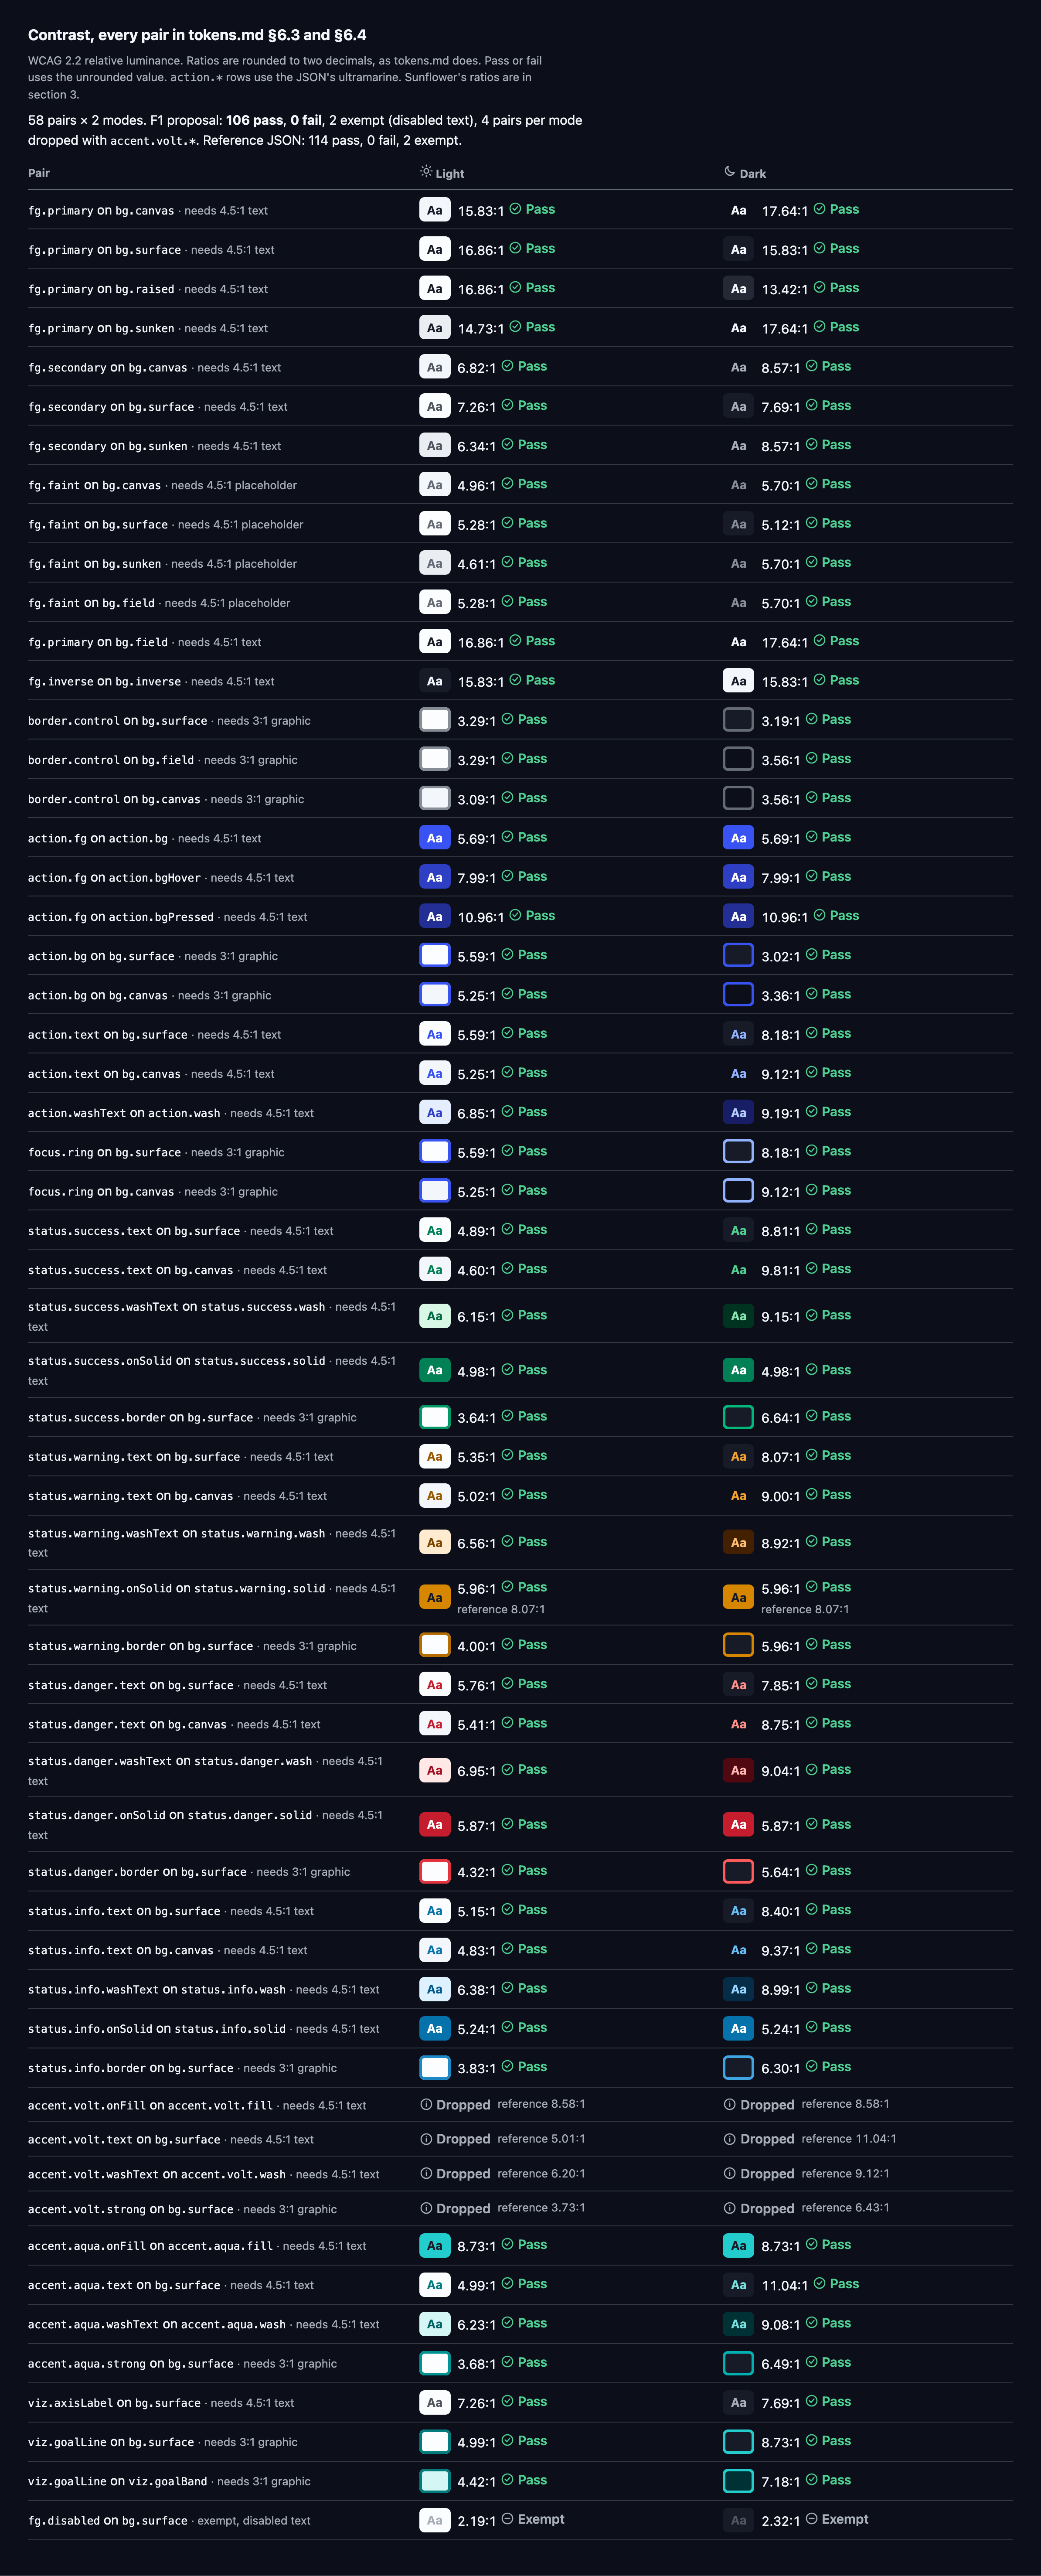 Contrast, every pair in tokens.md §6.3 and §6.4
WCAG 2.2 relative luminance. Ratios are rounded to two decimals, as tokens.md does. Pass or fail
uses the unrounded value. action.* rows use the JSON's ultramarine. Sunflower's ratios are in
section 3.
58 pairs × 2 modes. F1 proposal: 106 pass, 0 fail, 2 exempt (disabled text), 4 pairs per mode
dropped with accent.volt.*. Reference JSON: 114 pass, 0 fail, 2 exempt.
Pair Light Dark
fg.primary on bg.canvas · needs 4.5:1 text Aa 15.83:1 Pass Aa 17.64:1 Pass
fg.primary on bg.surface · needs 4.5:1 text Aa 16.86:1 Pass Aa 15.83:1 Pass
fg.primary on bg.raised · needs 4.5:1 text Aa 16.86:1 Pass Aa 13.42:1 Pass
fg.primary on bg.sunken · needs 4.5:1 text Aa 14.73:1 Pass Aa 17.64:1 Pass
fg.secondary on bg.canvas · needs 4.5:1 text Aa 6.82:1 Pass Aa 8.57:1 Pass
fg.secondary on bg.surface · needs 4.5:1 text Aa 7.26:1 Pass Aa 7.69:1 Pass
fg.secondary on bg.sunken · needs 4.5:1 text Aa 6.34:1 Pass Aa 8.57:1 Pass
fg.faint on bg.canvas · needs 4.5:1 placeholder Aa 4.96:1 Pass Aa 5.70:1 Pass
fg.faint on bg.surface · needs 4.5:1 placeholder Aa 5.28:1 Pass Aa 5.12:1 Pass
fg.faint on bg.sunken · needs 4.5:1 placeholder Aa 4.61:1 Pass Aa 5.70:1 Pass
fg.faint on bg.field · needs 4.5:1 placeholder Aa 5.28:1 Pass Aa 5.70:1 Pass
fg.primary on bg.field · needs 4.5:1 text Aa 16.86:1 Pass Aa 17.64:1 Pass
fg.inverse on bg.inverse · needs 4.5:1 text Aa 15.83:1 Pass Aa 15.83:1 Pass
border.control on bg.surface · needs 3:1 graphic 3.29:1 Pass 3.19:1 Pass
border.control on bg.field · needs 3:1 graphic 3.29:1 Pass 3.56:1 Pass
border.control on bg.canvas · needs 3:1 graphic 3.09:1 Pass 3.56:1 Pass
action.fg on action.bg · needs 4.5:1 text Aa 5.69:1 Pass Aa 5.69:1 Pass
action.fg on action.bgHover · needs 4.5:1 text Aa 7.99:1 Pass Aa 7.99:1 Pass
action.fg on action.bgPressed · needs 4.5:1 text Aa 10.96:1 Pass Aa 10.96:1 Pass
action.bg on bg.surface · needs 3:1 graphic 5.59:1 Pass 3.02:1 Pass
action.bg on bg.canvas · needs 3:1 graphic 5.25:1 Pass 3.36:1 Pass
action.text on bg.surface · needs 4.5:1 text Aa 5.59:1 Pass Aa 8.18:1 Pass
action.text on bg.canvas · needs 4.5:1 text Aa 5.25:1 Pass Aa 9.12:1 Pass
action.washText on action.wash · needs 4.5:1 text Aa 6.85:1 Pass Aa 9.19:1 Pass
focus.ring on bg.surface · needs 3:1 graphic 5.59:1 Pass 8.18:1 Pass
focus.ring on bg.canvas · needs 3:1 graphic 5.25:1 Pass 9.12:1 Pass
status.success.text on bg.surface · needs 4.5:1 text Aa 4.89:1 Pass Aa 8.81:1 Pass
status.success.text on bg.canvas · needs 4.5:1 text Aa 4.60:1 Pass Aa 9.81:1 Pass
status.success.washText on status.success.wash · needs 4.5:1
text Aa 6.15:1 Pass Aa 9.15:1 Pass
status.success.onSolid on status.success.solid · needs 4.5:1
text Aa 4.98:1 Pass Aa 4.98:1 Pass
status.success.border on bg.surface · needs 3:1 graphic 3.64:1 Pass 6.64:1 Pass
status.warning.text on bg.surface · needs 4.5:1 text Aa 5.35:1 Pass Aa 8.07:1 Pass
status.warning.text on bg.canvas · needs 4.5:1 text Aa 5.02:1 Pass Aa 9.00:1 Pass
status.warning.washText on status.warning.wash · needs 4.5:1
text Aa 6.56:1 Pass Aa 8.92:1 Pass
status.warning.onSolid on status.warning.solid · needs 4.5:1
text Aa 5.96:1 Pass Aa 5.96:1 Pass
reference 8.07:1 reference 8.07:1
status.warning.border on bg.surface · needs 3:1 graphic 4.00:1 Pass 5.96:1 Pass
status.danger.text on bg.surface · needs 4.5:1 text Aa 5.76:1 Pass Aa 7.85:1 Pass
status.danger.text on bg.canvas · needs 4.5:1 text Aa 5.41:1 Pass Aa 8.75:1 Pass
status.danger.washText on status.danger.wash · needs 4.5:1
text Aa 6.95:1 Pass Aa 9.04:1 Pass
status.danger.onSolid on status.danger.solid · needs 4.5:1
text Aa 5.87:1 Pass Aa 5.87:1 Pass
status.danger.border on bg.surface · needs 3:1 graphic 4.32:1 Pass 5.64:1 Pass
status.info.text on bg.surface · needs 4.5:1 text Aa 5.15:1 Pass Aa 8.40:1 Pass
status.info.text on bg.canvas · needs 4.5:1 text Aa 4.83:1 Pass Aa 9.37:1 Pass
status.info.washText on status.info.wash · needs 4.5:1 text Aa 6.38:1 Pass Aa 8.99:1 Pass
status.info.onSolid on status.info.solid · needs 4.5:1 text Aa 5.24:1 Pass Aa 5.24:1 Pass
status.info.border on bg.surface · needs 3:1 graphic 3.83:1 Pass 6.30:1 Pass
accent.volt.onFill on accent.volt.fill · needs 4.5:1 text Dropped reference 8.58:1 Dropped reference 8.58:1
accent.volt.text on bg.surface · needs 4.5:1 text Dropped reference 5.01:1 Dropped reference 11.04:1
accent.volt.washText on accent.volt.wash · needs 4.5:1 text Dropped reference 6.20:1 Dropped reference 9.12:1
accent.volt.strong on bg.surface · needs 3:1 graphic Dropped reference 3.73:1 Dropped reference 6.43:1
accent.aqua.onFill on accent.aqua.fill · needs 4.5:1 text Aa 8.73:1 Pass Aa 8.73:1 Pass
accent.aqua.text on bg.surface · needs 4.5:1 text Aa 4.99:1 Pass Aa 11.04:1 Pass
accent.aqua.washText on accent.aqua.wash · needs 4.5:1 text Aa 6.23:1 Pass Aa 9.08:1 Pass
accent.aqua.strong on bg.surface · needs 3:1 graphic 3.68:1 Pass 6.49:1 Pass
viz.axisLabel on bg.surface · needs 4.5:1 text Aa 7.26:1 Pass Aa 7.69:1 Pass
viz.goalLine on bg.surface · needs 3:1 graphic 4.99:1 Pass 8.73:1 Pass
viz.goalLine on viz.goalBand · needs 3:1 graphic 4.42:1 Pass 7.18:1 Pass
fg.disabled on bg.surface · exempt, disabled text Aa 2.19:1 Exempt Aa 2.32:1 Exempt